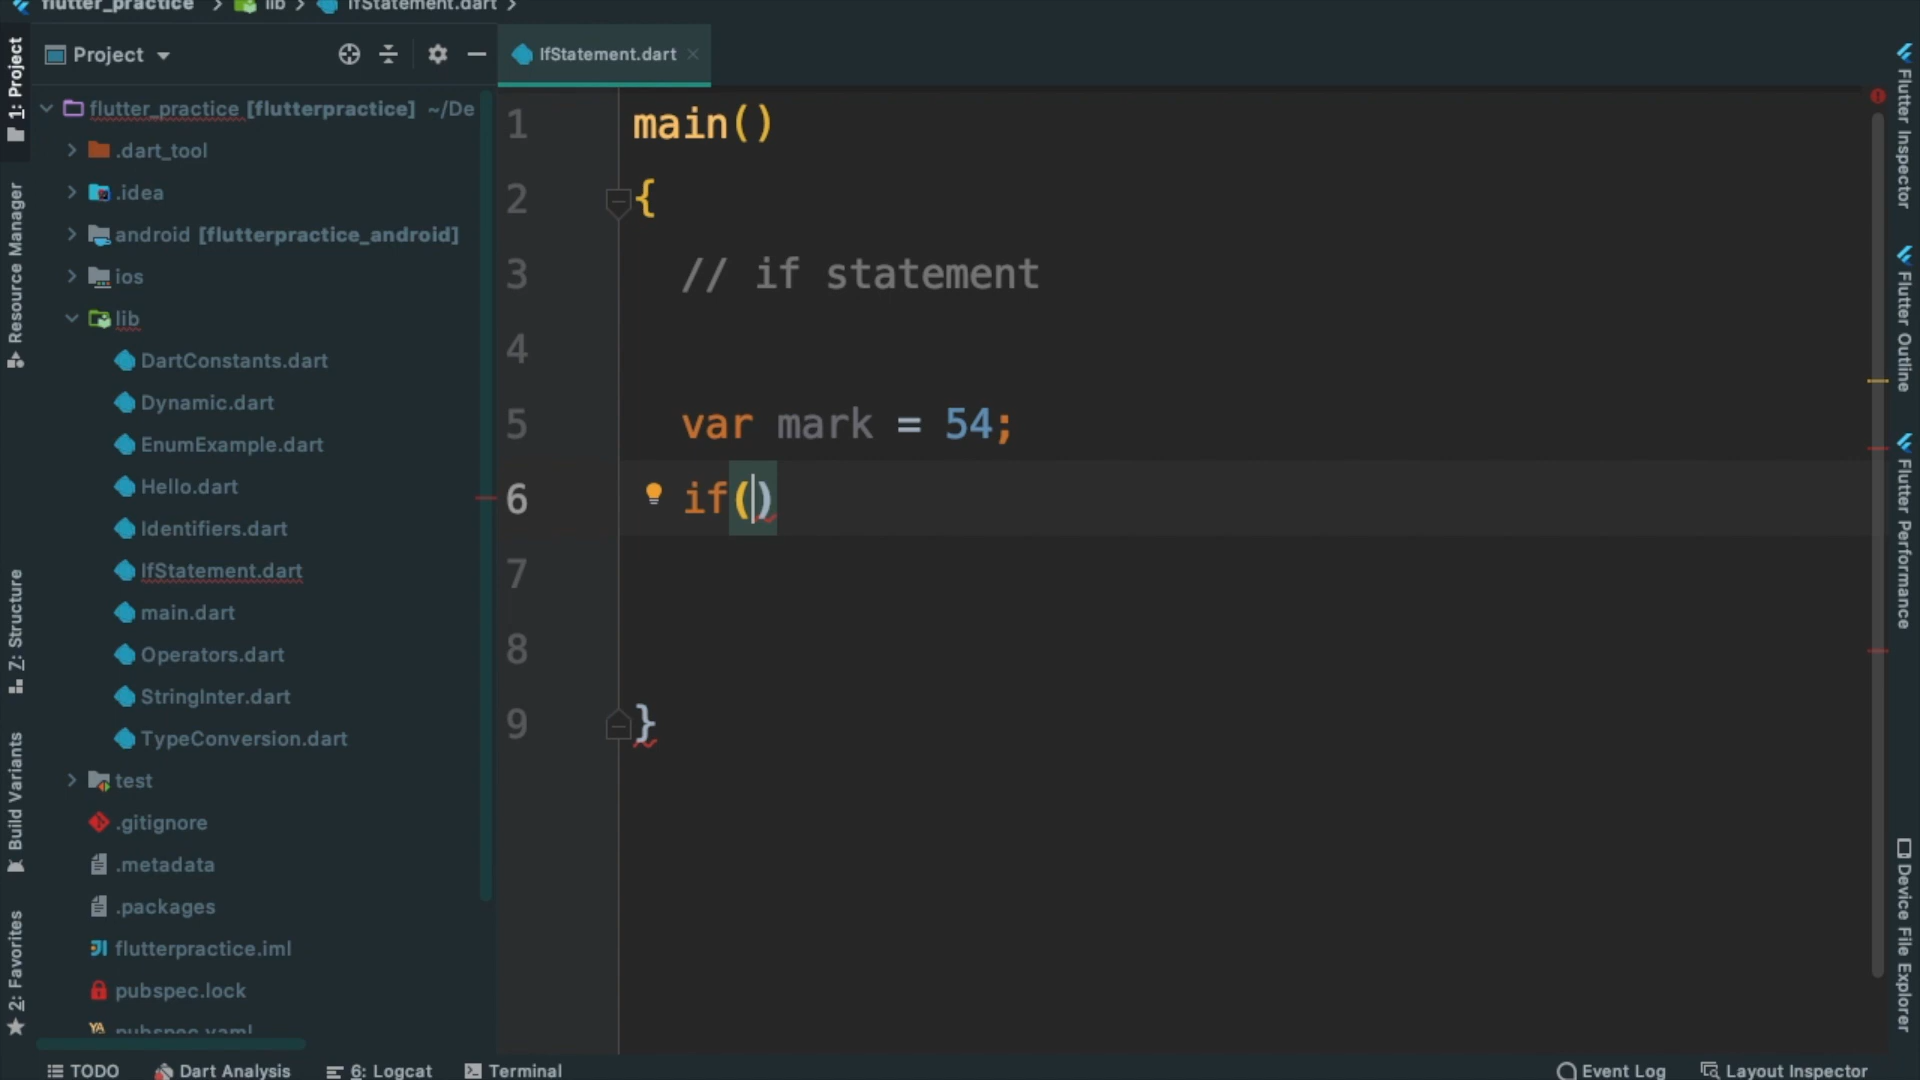 flutter_practice > lib > IfStatement.dart >
1: Project
Resource Manager
Z: Structure
Build Variants
2: Favorites
Project
flutter_practice [flutterpractice] ~/De
.dart_tool
.idea
android [flutterpractice_android]
ios
lib
DartConstants.dart
Dynamic.dart
EnumExample.dart
Hello.dart
Identifiers.dart
IfStatement.dart
main.dart
Operators.dart
StringInter.dart
TypeConversion.dart
test
.gitignore
.metadata
.packages
flutterpractice.iml
pubspec.lock
pubspec.yaml
IfStatement.dart
1 main()
2 {
3 // if statement
4
5 var mark = 54;
6 if()
7
8
9 }
Flutter Inspector
Flutter Outline
Flutter Performance
Device File Explorer
TODO Dart Analysis 6: Logcat Terminal Event Log Layout Inspector